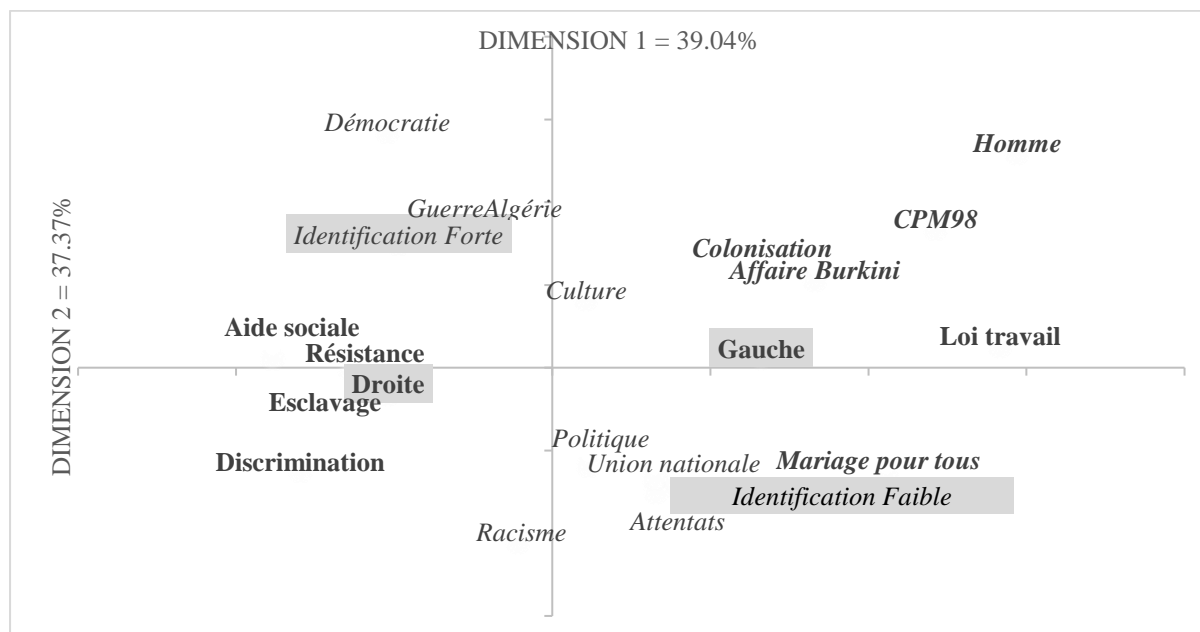 DIMENSION 1 = 39.04%
Démocratie
Homme
GuerreAlgérie
CPM98
Identification Forte
Colonisation
Affaire Burkini
Culture
Aide sociale
Loi travail
Résistance
Gauche
Droite
Esclavage
DIMENSION 2 = 37.37%
Politique
Discrimination
Union nationale
Mariage pour tous
Identification Faible
Attentats
Racisme